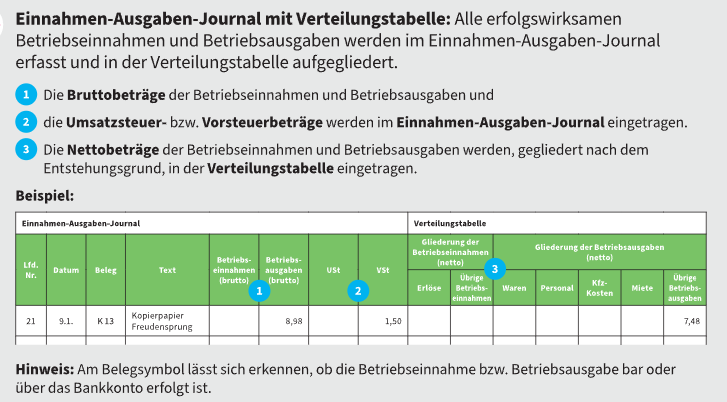 Einnahmen-Ausgaben-Journal mit Verteilungstabelle: Alle erfolgswirksamen
Betriebseinnahmen und Betriebsausgaben werden im Einnahmen-Ausgaben-Journal
erfasst und in der Verteilungstabelle aufgegliedert.
1 Die Bruttobeträge der Betriebseinnahmen und Betriebsausgaben und
2 die Umsatzsteuer- bzw. Vorsteuerbeträge werden im Einnahmen-Ausgaben-Journal eingetragen.
3 Die Nettobeträge der Betriebseinnahmen und Betriebsausgaben werden, gegliedert nach dem
Entstehungsgrund, in der Verteilungstabelle eingetragen.
Beispiel:
Einnahmen-Ausgaben-Journal Verteilungstabelle
Lfd.
Nr.
Datum
Beleg
Text
Betriebs-
einnahmen
(brutto)
1
Betriebs-
ausgaben
(brutto)
USt
2
VSt
Gliederung der
Betriebseinnahmen
(netto)
3
Gliederung der Betriebsausgaben
(netto)
Erlöse
Übrige
Betriebs-
einnahmen
Waren
Personal
Kfz-
Kosten
Miete
Übrige
Betriebs-
ausgaben
21 9.1. K 13 Kopierpapier
Freudensprung
8,98 1,50 7,48
Hinweis: Am Belegsymbol lässt sich erkennen, ob die Betriebseinnahme bzw. Betriebsausgabe bar oder
über das Bankkonto erfolgt ist.